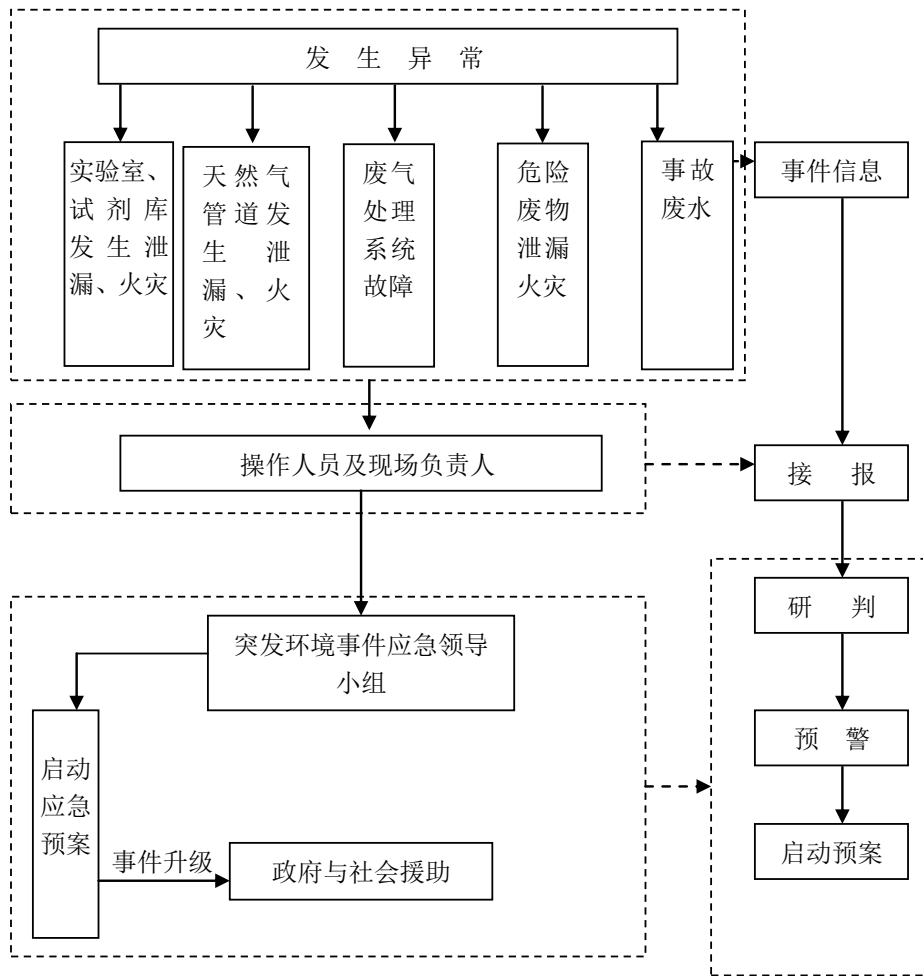 发生异常
实验室、
试剂库
发生泄
漏、火灾
天然气
管道发
生泄
漏、火
灾
废气
处理
系统
故障
危险
废物
泄漏
火灾
事故
废水
事件信息
操作人员及现场负责人
接报
突发环境事件应急领导
小组
研判
启动
应急
预案
预警
事件升级
政府与社会援助
启动预案